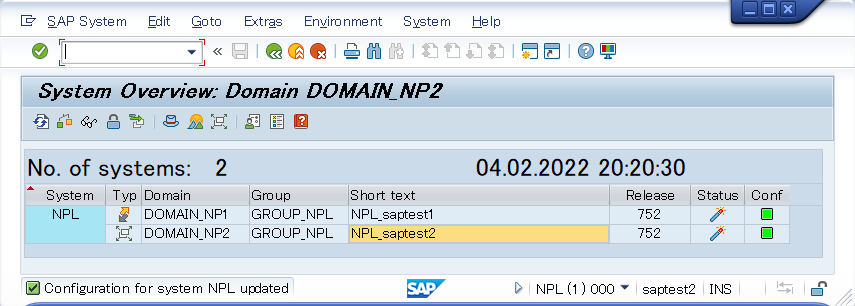 SAP System Edit Goto Extras Environment System Help
System Overview: Domain DOMAIN_NP2
No. of systems: 2 04.02.2022 20:20:30
System Typ Domain Group Short text Release Status Conf
NPL DOMAIN_NP1 GROUP_NPL NPL_saptest1 752
DOMAIN_NP2 GROUP_NPL NPL_saptest2 752
Configuration for system NPL updated SAP NPL (1) 000 saptest2 INS